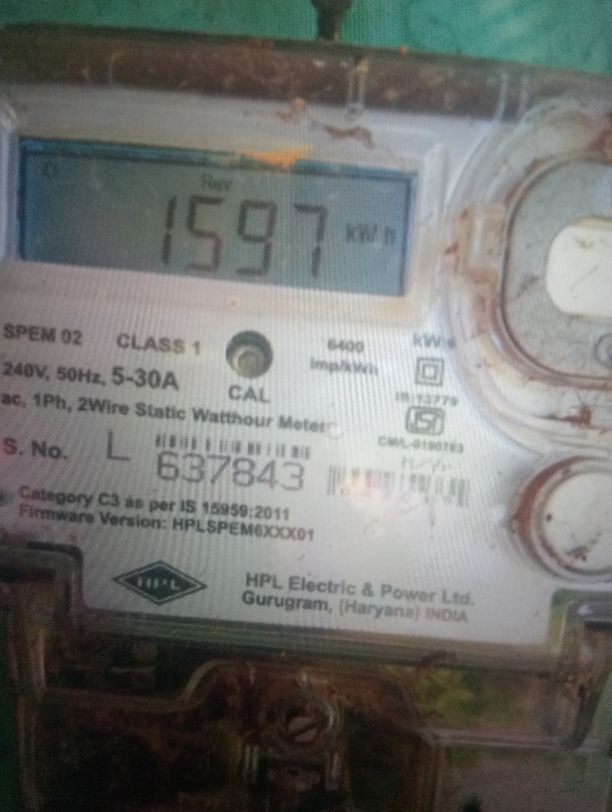 Rev
1597 kWh
SPEM 02 CLASS 1
6400
imp/kWh
240V, 50Hz, 5-30A
CAL
IS:13779
ac, 1Ph, 2Wire Static Watthour Meter
S. No. L 637843
Category C3 as per IS 15959:2011
Firmware Version: HPLSPEM6XXX01
HPL
HPL Electric & Power Ltd.
Gurugram, (Haryana) INDIA